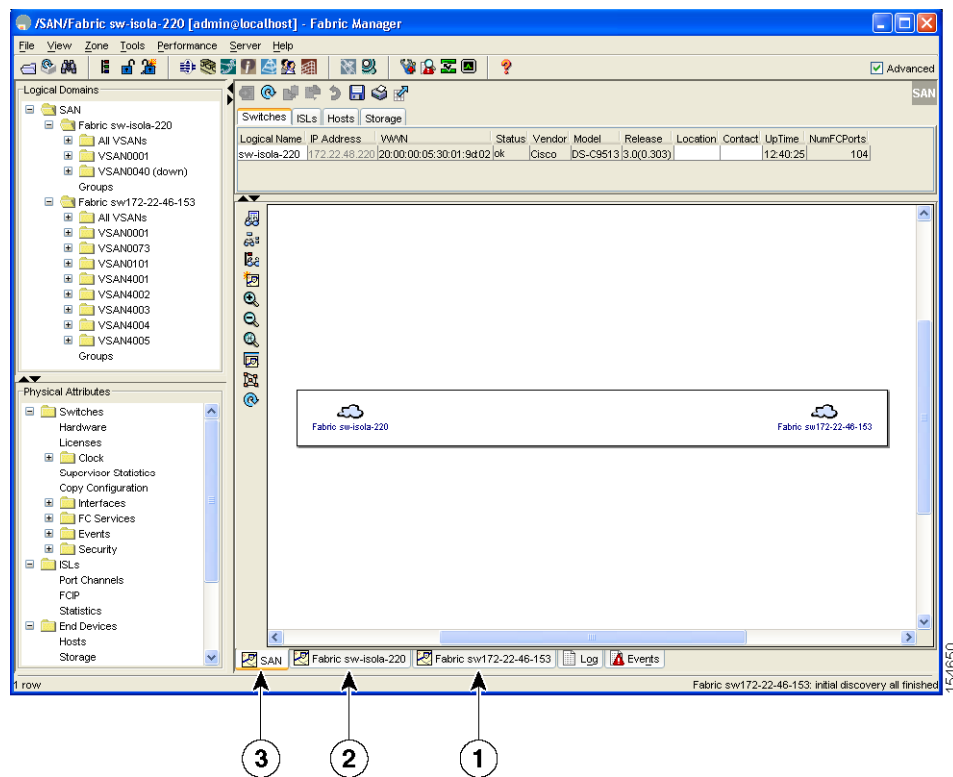 /SAN/Fabric sw-isola-220 [admin@localhost] - Fabric Manager
File View Zone Tools Performance Server Help
Advanced
Logical Domains
SAN
Fabric sw-isola-220
All VSANs
VSAN0001
VSAN0040 (down)
Groups
Fabric sw172-22-46-153
All VSANs
VSAN0001
VSAN0073
VSAN0101
VSAN4001
VSAN4002
VSAN4003
VSAN4004
VSAN4005
Groups
Physical Attributes
Switches
Hardware
Licenses
Clock
Supervisor Statistics
Copy Configuration
Interfaces
FC Services
Events
Security
ISLs
Port Channels
FCIP
Statistics
End Devices
Hosts
Storage
SAN
Switches ISLs Hosts Storage
Logical Name IP Address WWN Status Vendor Model Release Location Contact UpTime NumFCPorts
sw-isola-220 172.22.48.220 20:00:00:05:30:01:9d:02 ok Cisco DS-C9513 3.0(0.303) 12:40:25 104
Fabric sw-isola-220 Fabric sw172-22-46-153
SAN Fabric sw-isola-220 Fabric sw172-22-46-153 Log Events
1 row Fabric sw172-22-46-153: initial discovery all finished
154650
3 2 1